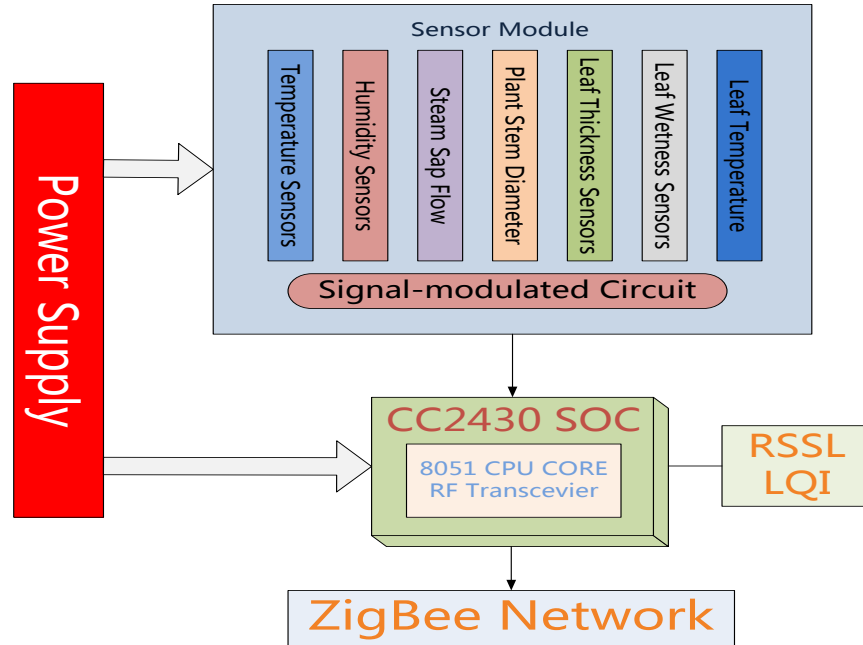 Sensor Module
Temperature Sensors
Humidity Sensors
Steam Sap Flow
Plant Stem Diameter
Leaf Thickness Sensors
Leaf Wetness Sensors
Leaf Temperature
Signal-modulated Circuit
Power Supply
CC2430 SOC
8051 CPU CORE
RF Transcevier
RSSL
LQI
ZigBee Network